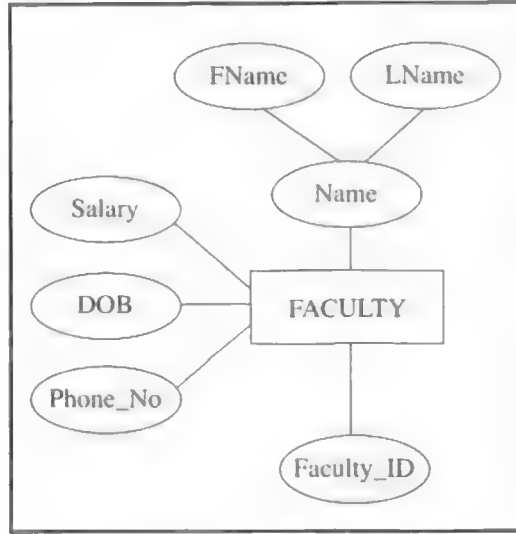 FName
LName
Name
Salary
DOB
FACULTY
Phone_No
Faculty_ID